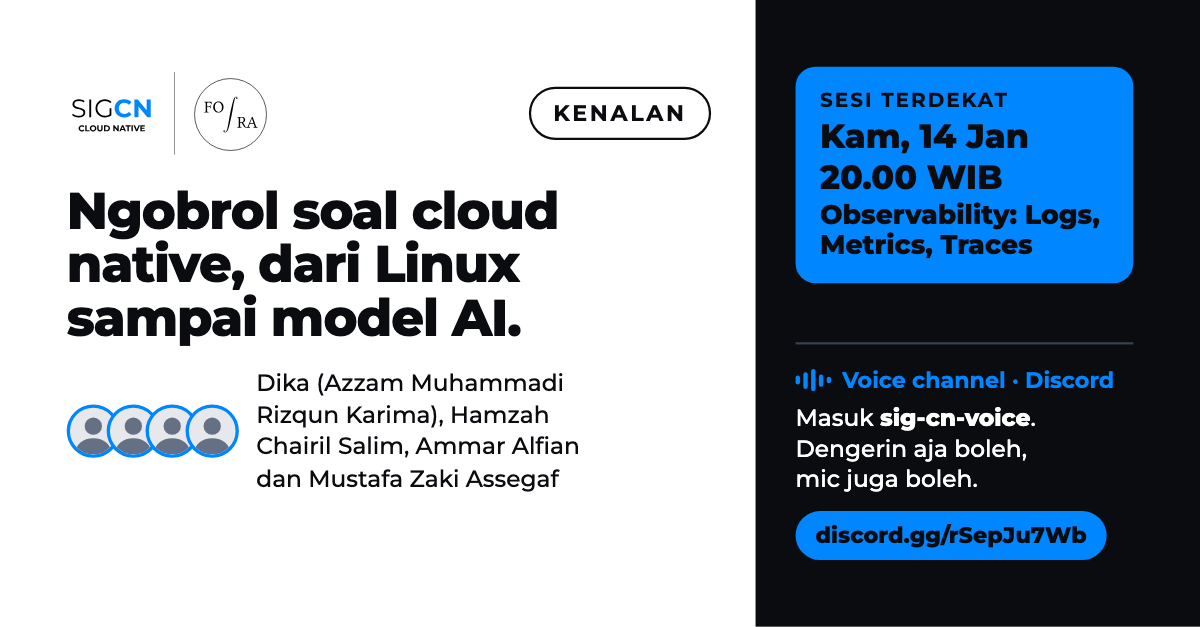 SIGCN
CLOUD NATIVE
FO
RA
KENALAN
Ngobrol soal cloud
native, dari Linux
sampai model AI.
Dika (Azzam Muhammadi
Rizqun Karima), Hamzah
Chairil Salim, Ammar Alfian
dan Mustafa Zaki Assegaf
SESI TERDEKAT
Kam, 14 Jan
20.00 WIB
Observability: Logs,
Metrics, Traces
Voice channel · Discord
Masuk sig-cn-voice.
Dengerin aja boleh,
mic juga boleh.
discord.gg/rSepJu7Wb